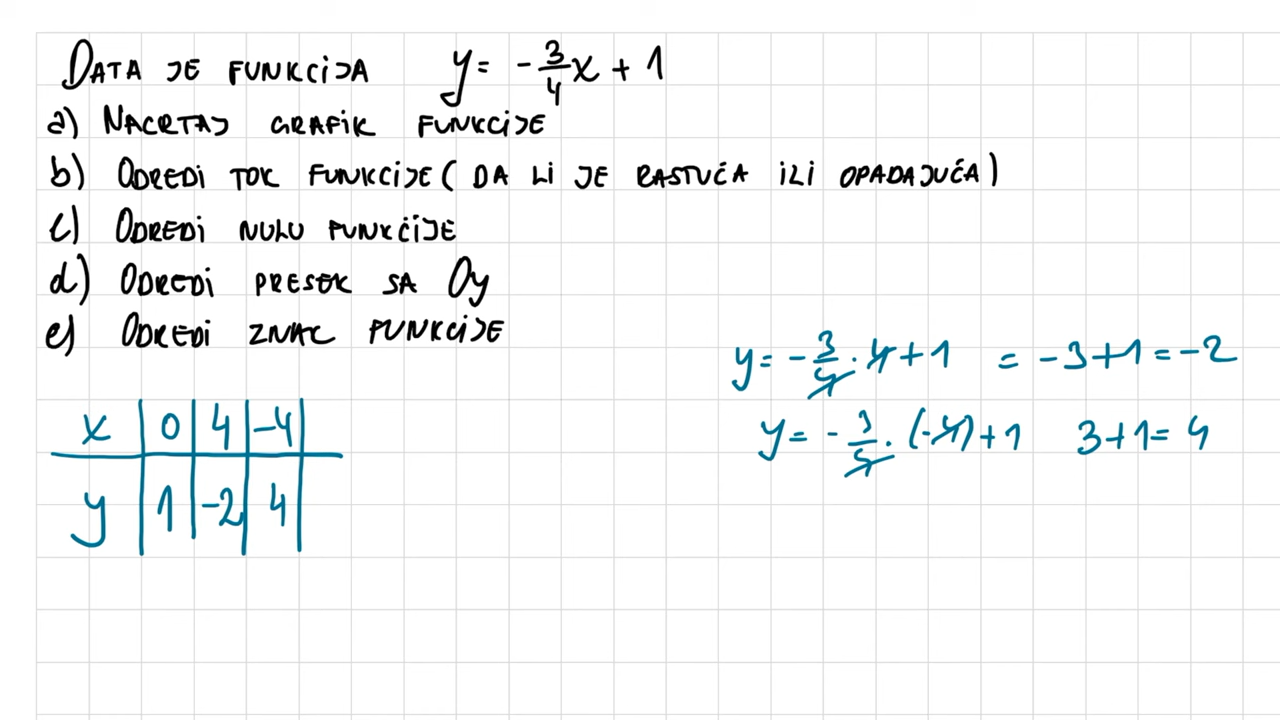 DATA JE FUNKCIJA y = -3/4 x + 1
a) NACRTAJ GRAFIK FUNKCIJE
b) ODREDI TOK FUNKCIJE ( DA LI JE RASTUĆA ILI OPADAJUĆA )
c) ODREDI NULU FUNKCIJE
d) ODREDI PRESEK SA Oy
e) ODREDI ZNAK FUNKCIJE
y = -3/4 · 4 + 1 = -3 + 1 = -2
y = -3/4 · (-4) + 1 3 + 1 = 4
x | 0 | 4 | -4 |
y | 1 | -2 | 4 |